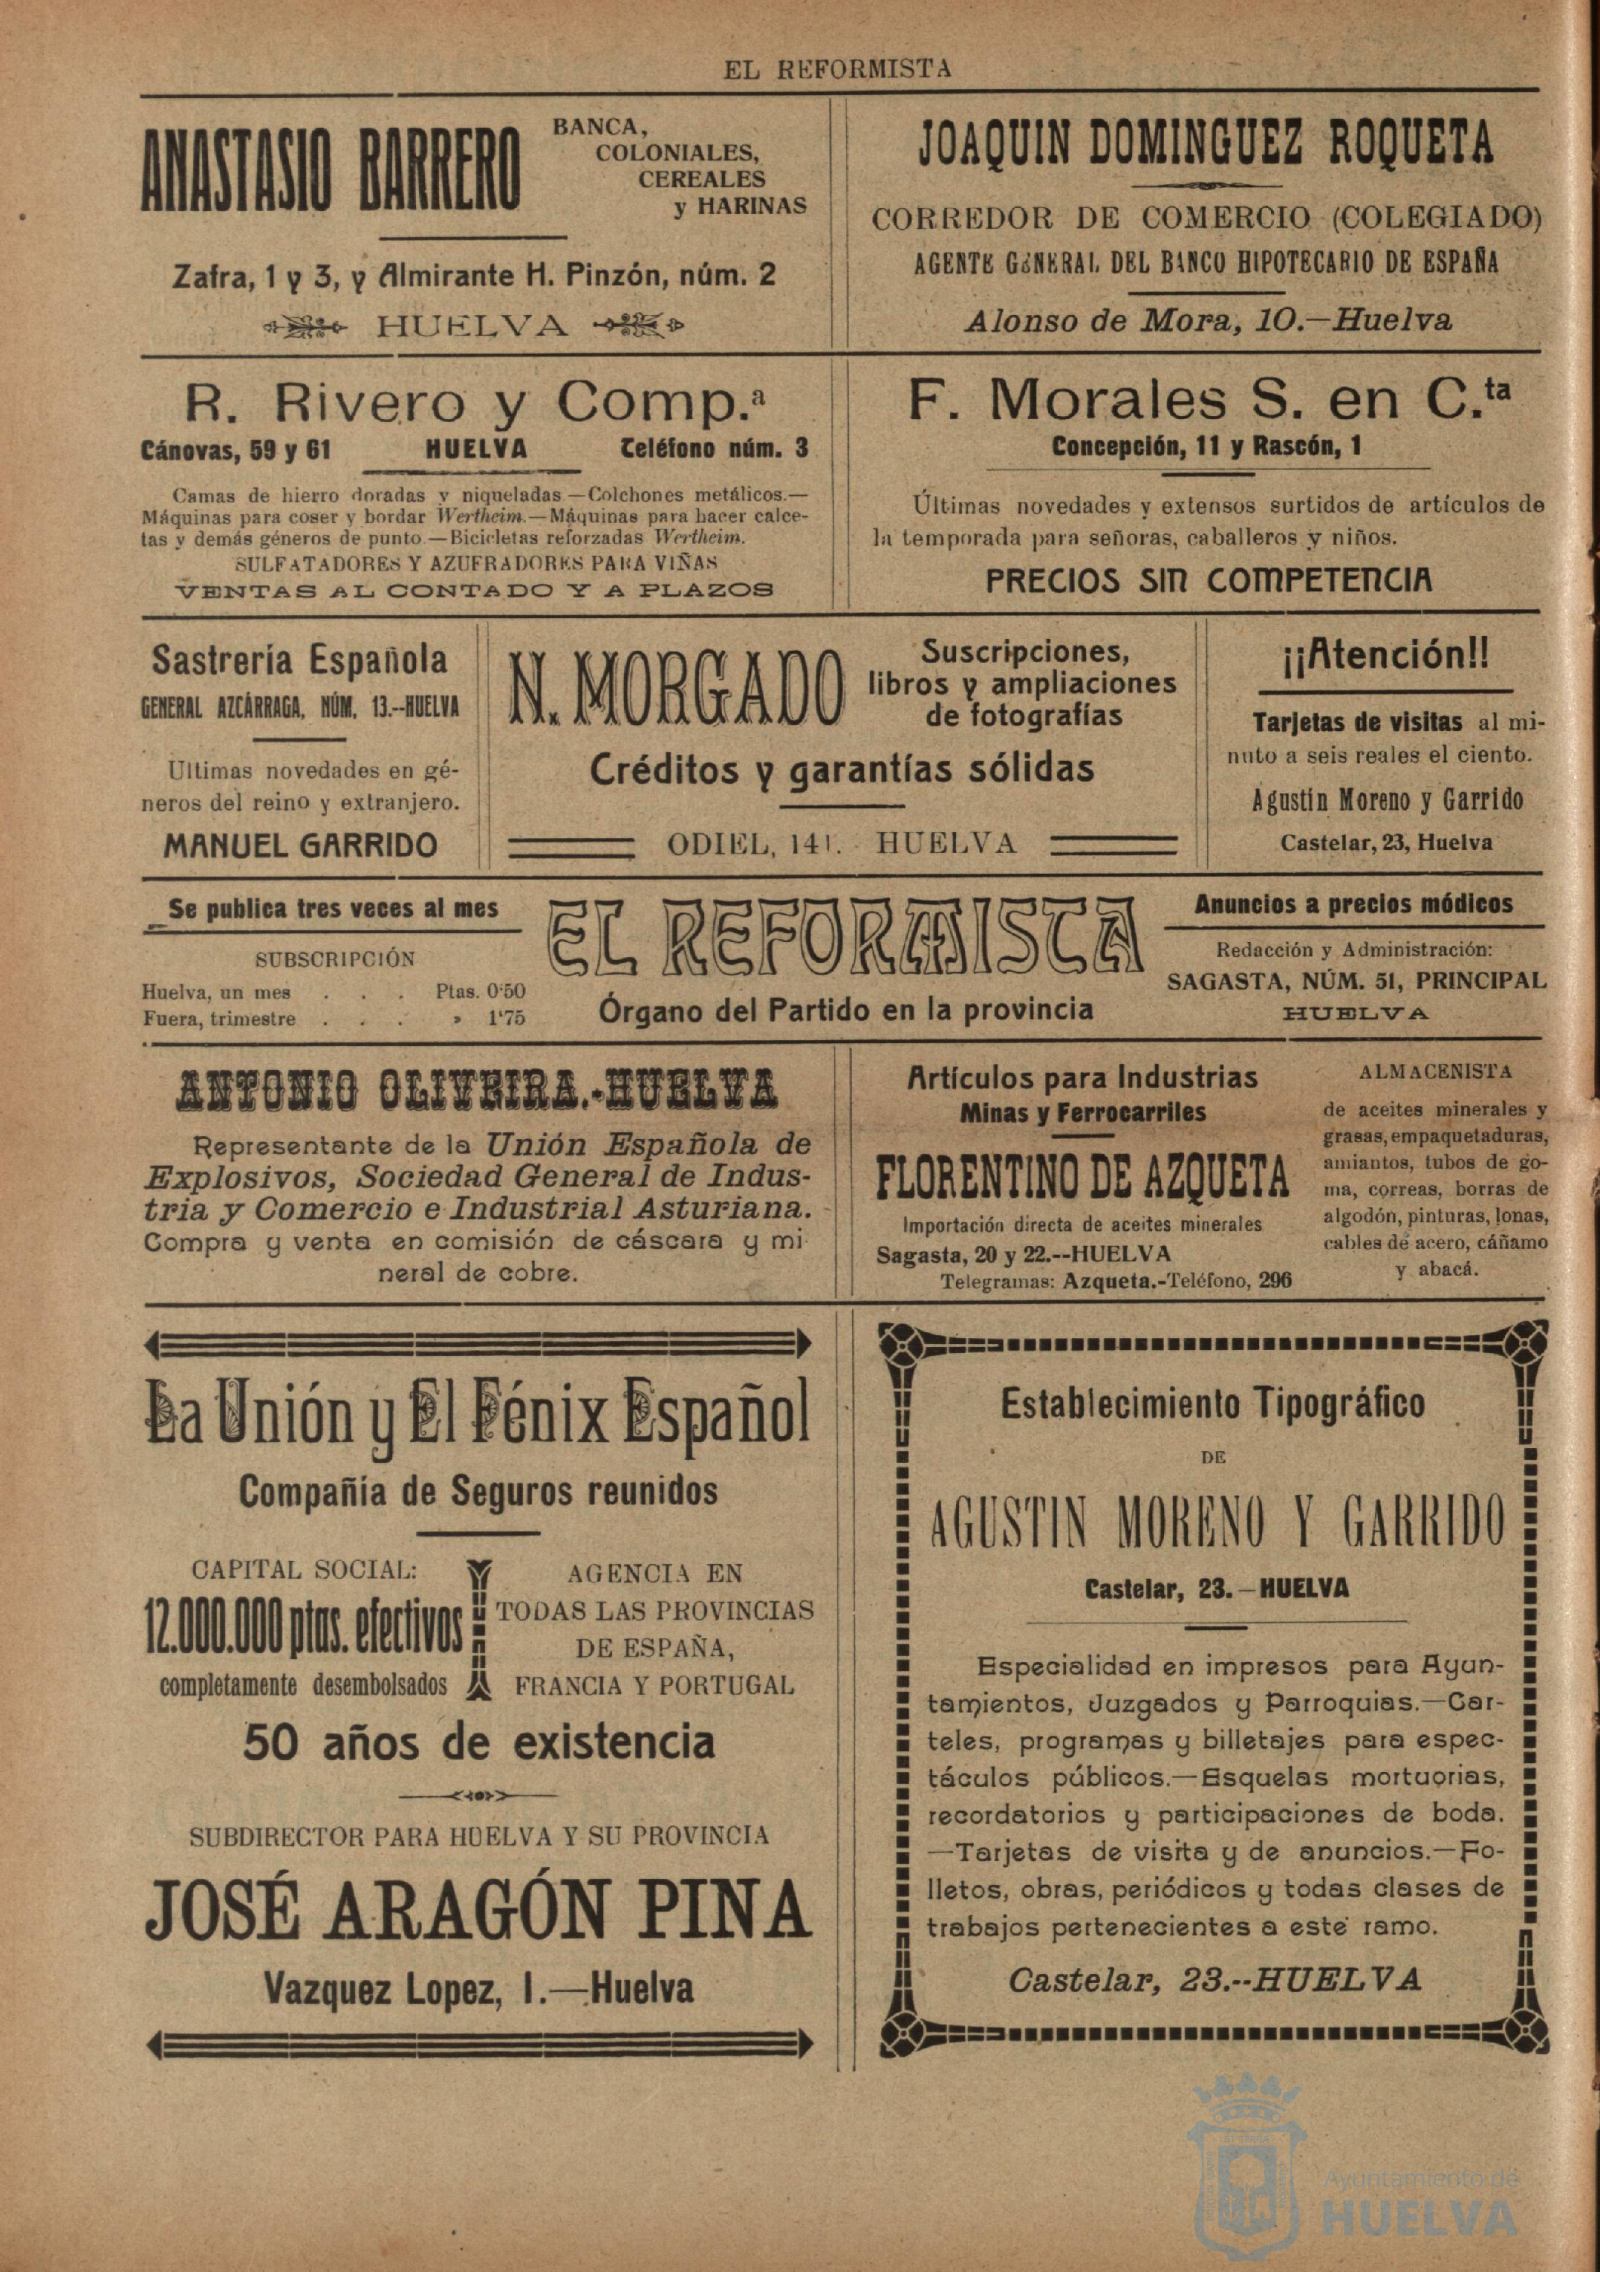 EL REFORMISTA
ANASTASIO BARRERO
BANCA,
COLONIALES,
CEREALES
y HARINAS
Zafra, 1 y 3, y Almirante H. Pinzón, núm. 2
HUELVA
JOAQUIN DOMINGUEZ ROQUETA
CORREDOR DE COMERCIO (COLEGIADO)
AGENTE GENERAL DEL BANCO HIPOTECARIO DE ESPAÑA
Alonso de Mora, 10.—Huelva
R. Rivero y Comp.ª
Cánovas, 59 y 61 HUELVA Teléfono núm. 3
Camas de hierro doradas y niqueladas.—Colchones metálicos.—
Máquinas para coser y bordar Wertheim.—Máquinas para hacer calce-
tas y demás géneros de punto.—Bicicletas reforzadas Wertheim.
SULFATADORES Y AZUFRADORES PARA VIÑAS
VENTAS AL CONTADO Y A PLAZOS
F. Morales S. en C.ta
Concepción, 11 y Rascón, 1
Últimas novedades y extensos surtidos de artículos de
la temporada para señoras, caballeros y niños.
PRECIOS SIN COMPETENCIA
Sastrería Española
GENERAL AZCÁRRAGA, NÚM. 13.--HUELVA
Ultimas novedades en gé-
neros del reino y extranjero.
MANUEL GARRIDO
N. MORGADO
Suscripciones,
libros y ampliaciones
de fotografías
Créditos y garantías sólidas
ODIEL, 141. HUELVA
¡¡Atención!!
Tarjetas de visitas al mi-
nuto a seis reales el ciento.
Agustín Moreno y Garrido
Castelar, 23, Huelva
Se publica tres veces al mes
SUBSCRIPCIÓN
Huelva, un mes . . . Ptas. 0'50
Fuera, trimestre . . . » 1'75
EL REFORMISTA
Órgano del Partido en la provincia
Anuncios a precios módicos
Redacción y Administración:
SAGASTA, NÚM. 51, PRINCIPAL
HUELVA
ANTONIO OLIVEIRA.-HUELVA
Representante de la Unión Española de
Explosivos, Sociedad General de Indus-
tria y Comercio e Industrial Asturiana.
Compra y venta en comisión de cáscara y mi
neral de cobre.
Artículos para Industrias
Minas y Ferrocarriles
FLORENTINO DE AZQUETA
Importación directa de aceites minerales
Sagasta, 20 y 22.--HUELVA
Telegramas: Azqueta.-Teléfono, 296
ALMACENISTA
de aceites minerales y
grasas, empaquetaduras,
amiantos, tubos de go-
ma, correas, borras de
algodón, pinturas, lonas,
cables de acero, cáñamo
y abacá.
La Unión y El Fénix Español
Compañía de Seguros reunidos
CAPITAL SOCIAL:
12.000.000 ptas. efectivos
completamente desembolsados
AGENCIA EN
TODAS LAS PROVINCIAS
DE ESPAÑA,
FRANCIA Y PORTUGAL
50 años de existencia
SUBDIRECTOR PARA HUELVA Y SU PROVINCIA
JOSÉ ARAGÓN PINA
Vazquez Lopez, 1.—Huelva
Establecimiento Tipográfico
DE
AGUSTIN MORENO Y GARRIDO
Castelar, 23.—HUELVA
Especialidad en impresos para Ayun-
tamientos, Juzgados y Parroquias.—Car-
teles, programas y billetajes para espec-
táculos públicos.—Esquelas mortuorias,
recordatorios y participaciones de boda.
—Tarjetas de visita y de anuncios.—Fo-
lletos, obras, periódicos y todas clases de
trabajos pertenecientes a este ramo.
Castelar, 23.--HUELVA
Ayuntamiento de
HUELVA